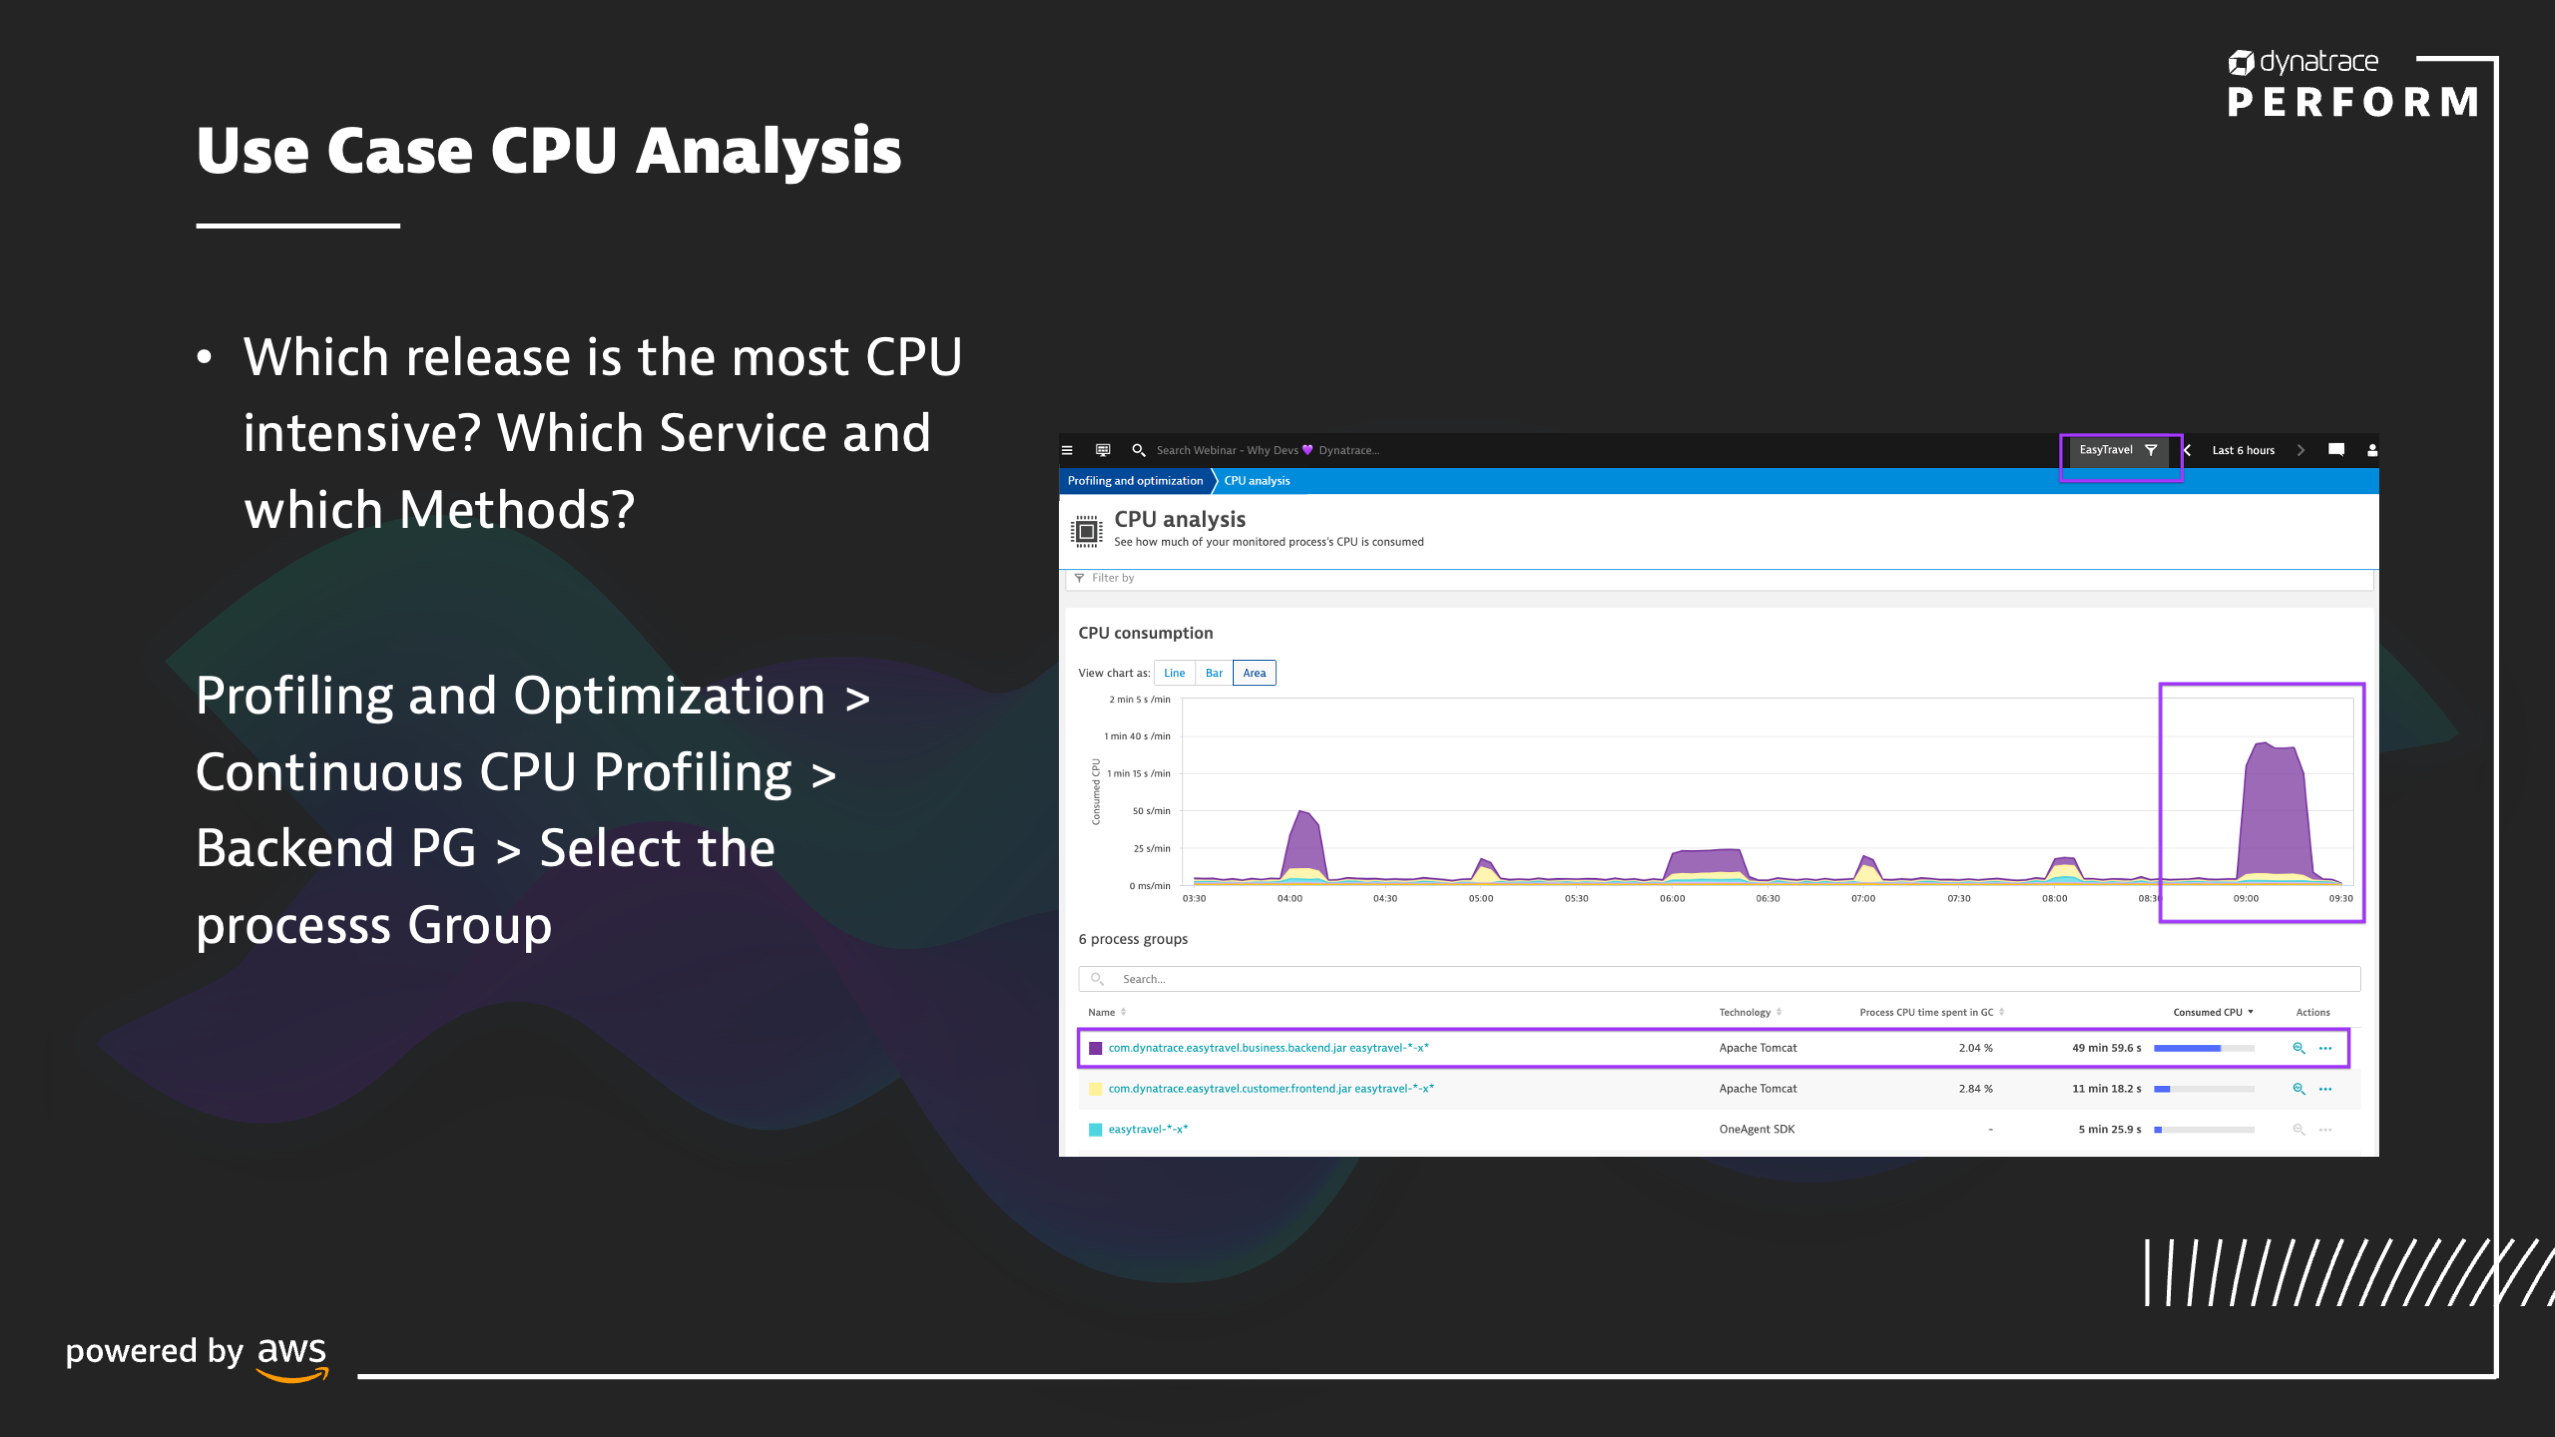 dynatrace
PERFORM
Use Case CPU Analysis
• Which release is the most CPU
intensive? Which Service and
which Methods?
Profiling and Optimization >
Continuous CPU Profiling >
Backend PG > Select the
processs Group
Search Webinar - Why Devs 💜 Dynatrace...
EasyTravel
Last 6 hours
Profiling and optimization
CPU analysis
CPU analysis
See how much of your monitored process's CPU is consumed
Filter by
CPU consumption
View chart as: Line Bar Area
Consumed CPU
2 min 5 s /min
1 min 40 s /min
1 min 15 s /min
50 s/min
25 s/min
0 ms/min
03:30 04:00 04:30 05:00 05:30 06:00 06:30 07:00 07:30 08:00 08:30 09:00 09:30
6 process groups
Search...
Name Technology Process CPU time spent in GC Consumed CPU Actions
com.dynatrace.easytravel.business.backend.jar easytravel-*-x* Apache Tomcat 2.04 % 49 min 59.6 s
com.dynatrace.easytravel.customer.frontend.jar easytravel-*-x* Apache Tomcat 2.84 % 11 min 18.2 s
easytravel-*-x* OneAgent SDK - 5 min 25.9 s
powered by aws